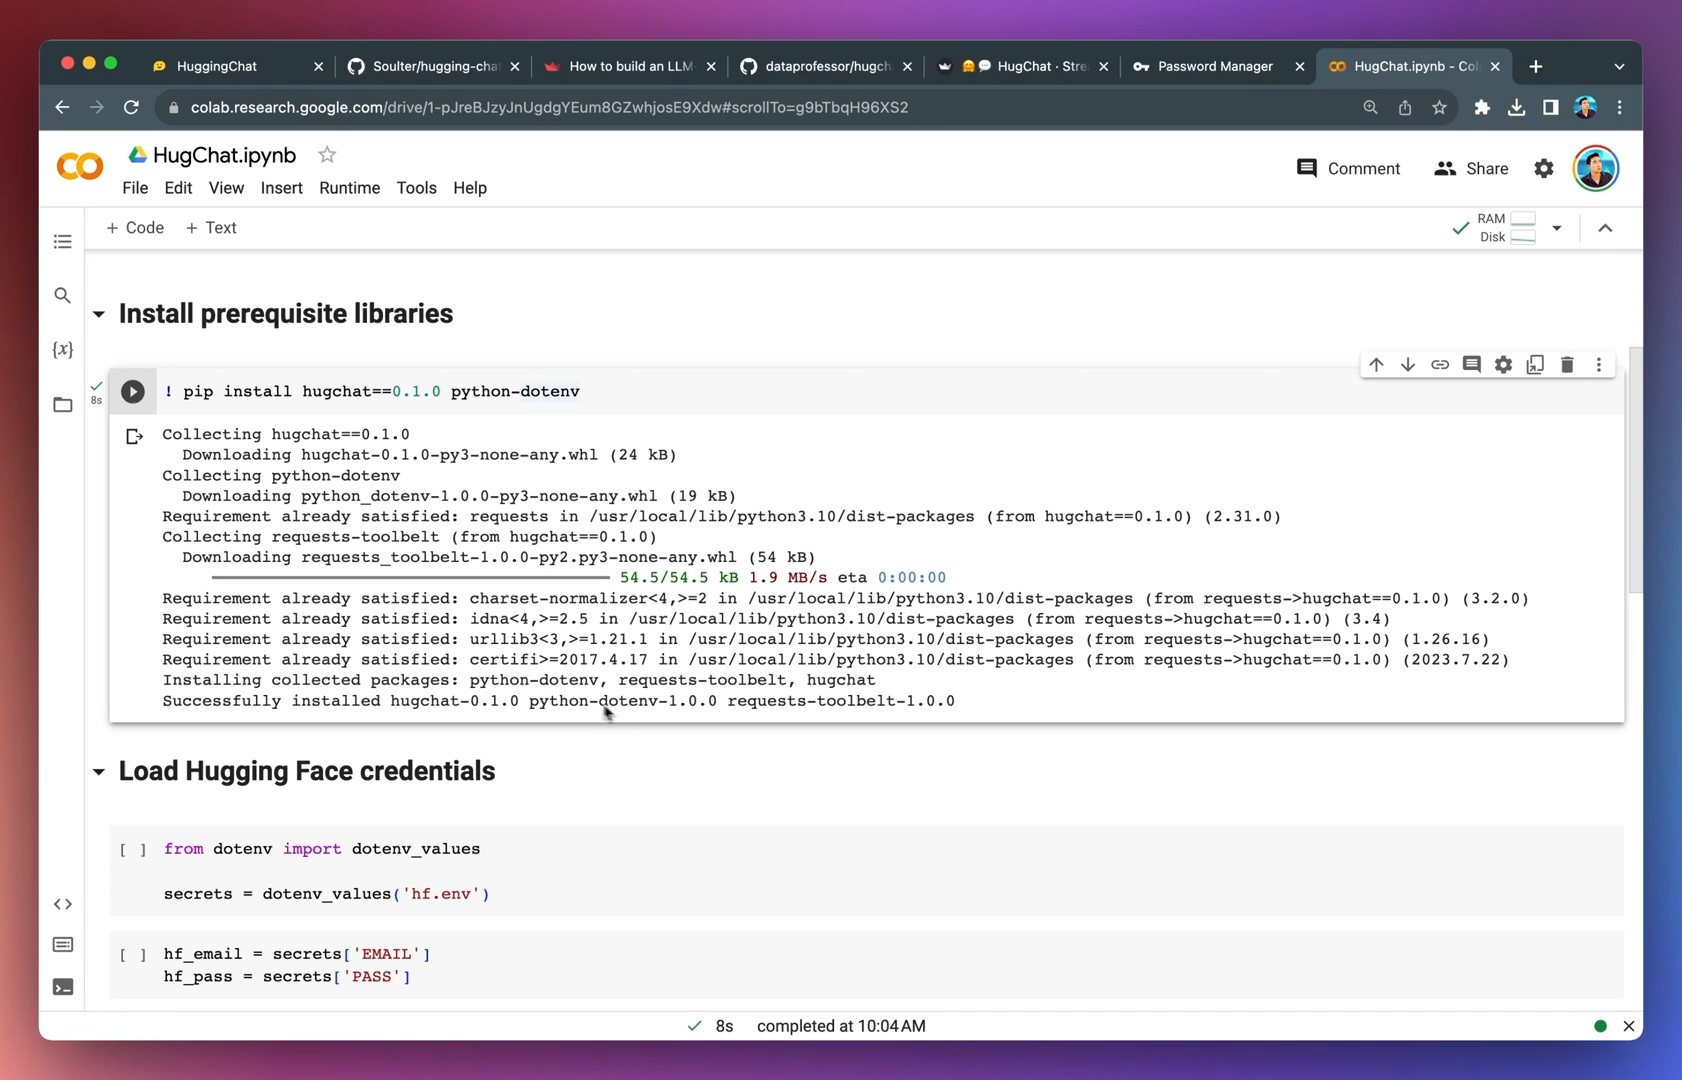 HuggingChat
Soulter/hugging-cha
How to build an LLM
dataprofessor/hugch
HugChat · Stre
Password Manager
HugChat.ipynb - Col
colab.research.google.com/drive/1-pJreBJzyJnUgdgYEum8GZwhjosE9Xdw#scrollTo=g9bTbqH96XS2
HugChat.ipynb
Comment
Share
File Edit View Insert Runtime Tools Help
+ Code + Text
RAM
Disk
Install prerequisite libraries
8s
! pip install hugchat==0.1.0 python-dotenv
Collecting hugchat==0.1.0
Downloading hugchat-0.1.0-py3-none-any.whl (24 kB)
Collecting python-dotenv
Downloading python_dotenv-1.0.0-py3-none-any.whl (19 kB)
Requirement already satisfied: requests in /usr/local/lib/python3.10/dist-packages (from hugchat==0.1.0) (2.31.0)
Collecting requests-toolbelt (from hugchat==0.1.0)
Downloading requests_toolbelt-1.0.0-py2.py3-none-any.whl (54 kB)
54.5/54.5 kB 1.9 MB/s eta 0:00:00
Requirement already satisfied: charset-normalizer<4,>=2 in /usr/local/lib/python3.10/dist-packages (from requests->hugchat==0.1.0) (3.2.0)
Requirement already satisfied: idna<4,>=2.5 in /usr/local/lib/python3.10/dist-packages (from requests->hugchat==0.1.0) (3.4)
Requirement already satisfied: urllib3<3,>=1.21.1 in /usr/local/lib/python3.10/dist-packages (from requests->hugchat==0.1.0) (1.26.16)
Requirement already satisfied: certifi>=2017.4.17 in /usr/local/lib/python3.10/dist-packages (from requests->hugchat==0.1.0) (2023.7.22)
Installing collected packages: python-dotenv, requests-toolbelt, hugchat
Successfully installed hugchat-0.1.0 python-dotenv-1.0.0 requests-toolbelt-1.0.0
Load Hugging Face credentials
[ ] from dotenv import dotenv_values
secrets = dotenv_values('hf.env')
[ ] hf_email = secrets['EMAIL']
hf_pass = secrets['PASS']
8s completed at 10:04 AM